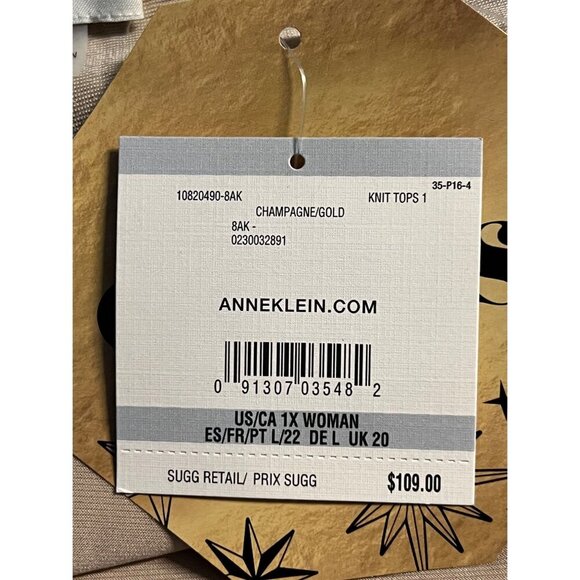 35-P16-4
10820490-8AK KNIT TOPS 1
CHAMPAGNE/GOLD
8AK -
0230032891
ANNEKLEIN.COM
0 91307 03548 2
US/CA 1X WOMAN
ES/FR/PT L/22 DE L UK 20
SUGG RETAIL/ PRIX SUGG $109.00